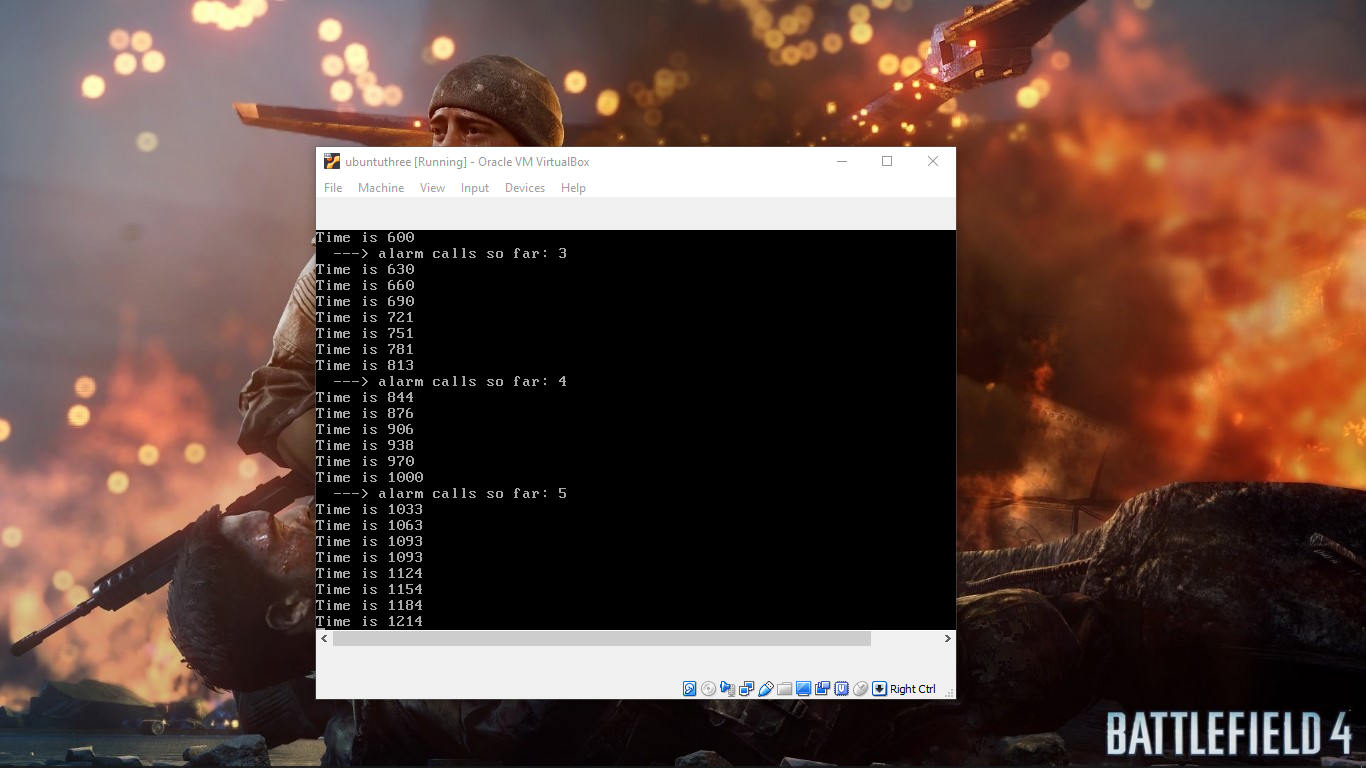 ubuntuthree [Running] - Oracle VM VirtualBox
File Machine View Input Devices Help
Time is 600
---> alarm calls so far: 3
Time is 630
Time is 660
Time is 690
Time is 721
Time is 751
Time is 781
Time is 813
---> alarm calls so far: 4
Time is 844
Time is 876
Time is 906
Time is 938
Time is 970
Time is 1000
---> alarm calls so far: 5
Time is 1033
Time is 1063
Time is 1093
Time is 1093
Time is 1124
Time is 1154
Time is 1184
Time is 1214
Right Ctrl
BATTLEFIELD 4